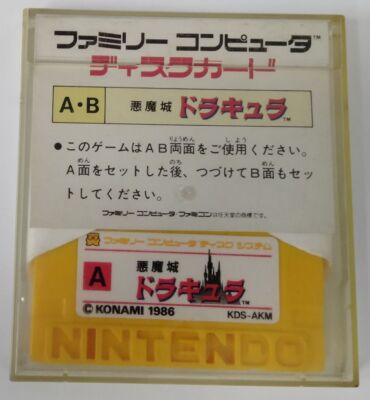 ファミリー コンピュータ™
ディスクカード
A・B 悪魔城 ドラキュラ™
●このゲームはAB両面をご使用ください。
A面をセットした後、つづけてB面もセ
ットしてください。
ファミリーコンピュータ・ファミコンは任天堂の商標です。
ファミリー コンピュータ ディスク システム
A 悪魔城
ドラキュラ™
© KONAMI 1986 KDS-AKM
NINTENDO